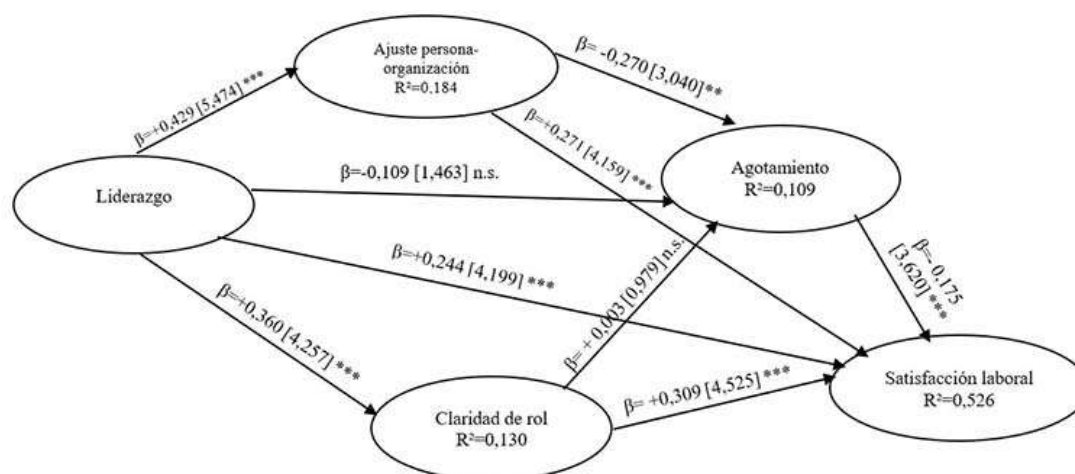 Ajuste persona-
organización
R²=0,184
β= -0,270 [3,040] **
β=+0,429 [5,474] ***
β=+0,271 [4,159] ***
Agotamiento
R²=0,109
β=-0,109 [1,463] n.s.
Liderazgo
β=+0,244 [4,199] ***
β= + 0,003 [0,979] n.s.
β=- 0,175
[3,620] ***
β=+0,360 [4,257] ***
β= +0,309 [4,525] ***
Satisfacción laboral
R²=0,526
Claridad de rol
R²=0,130